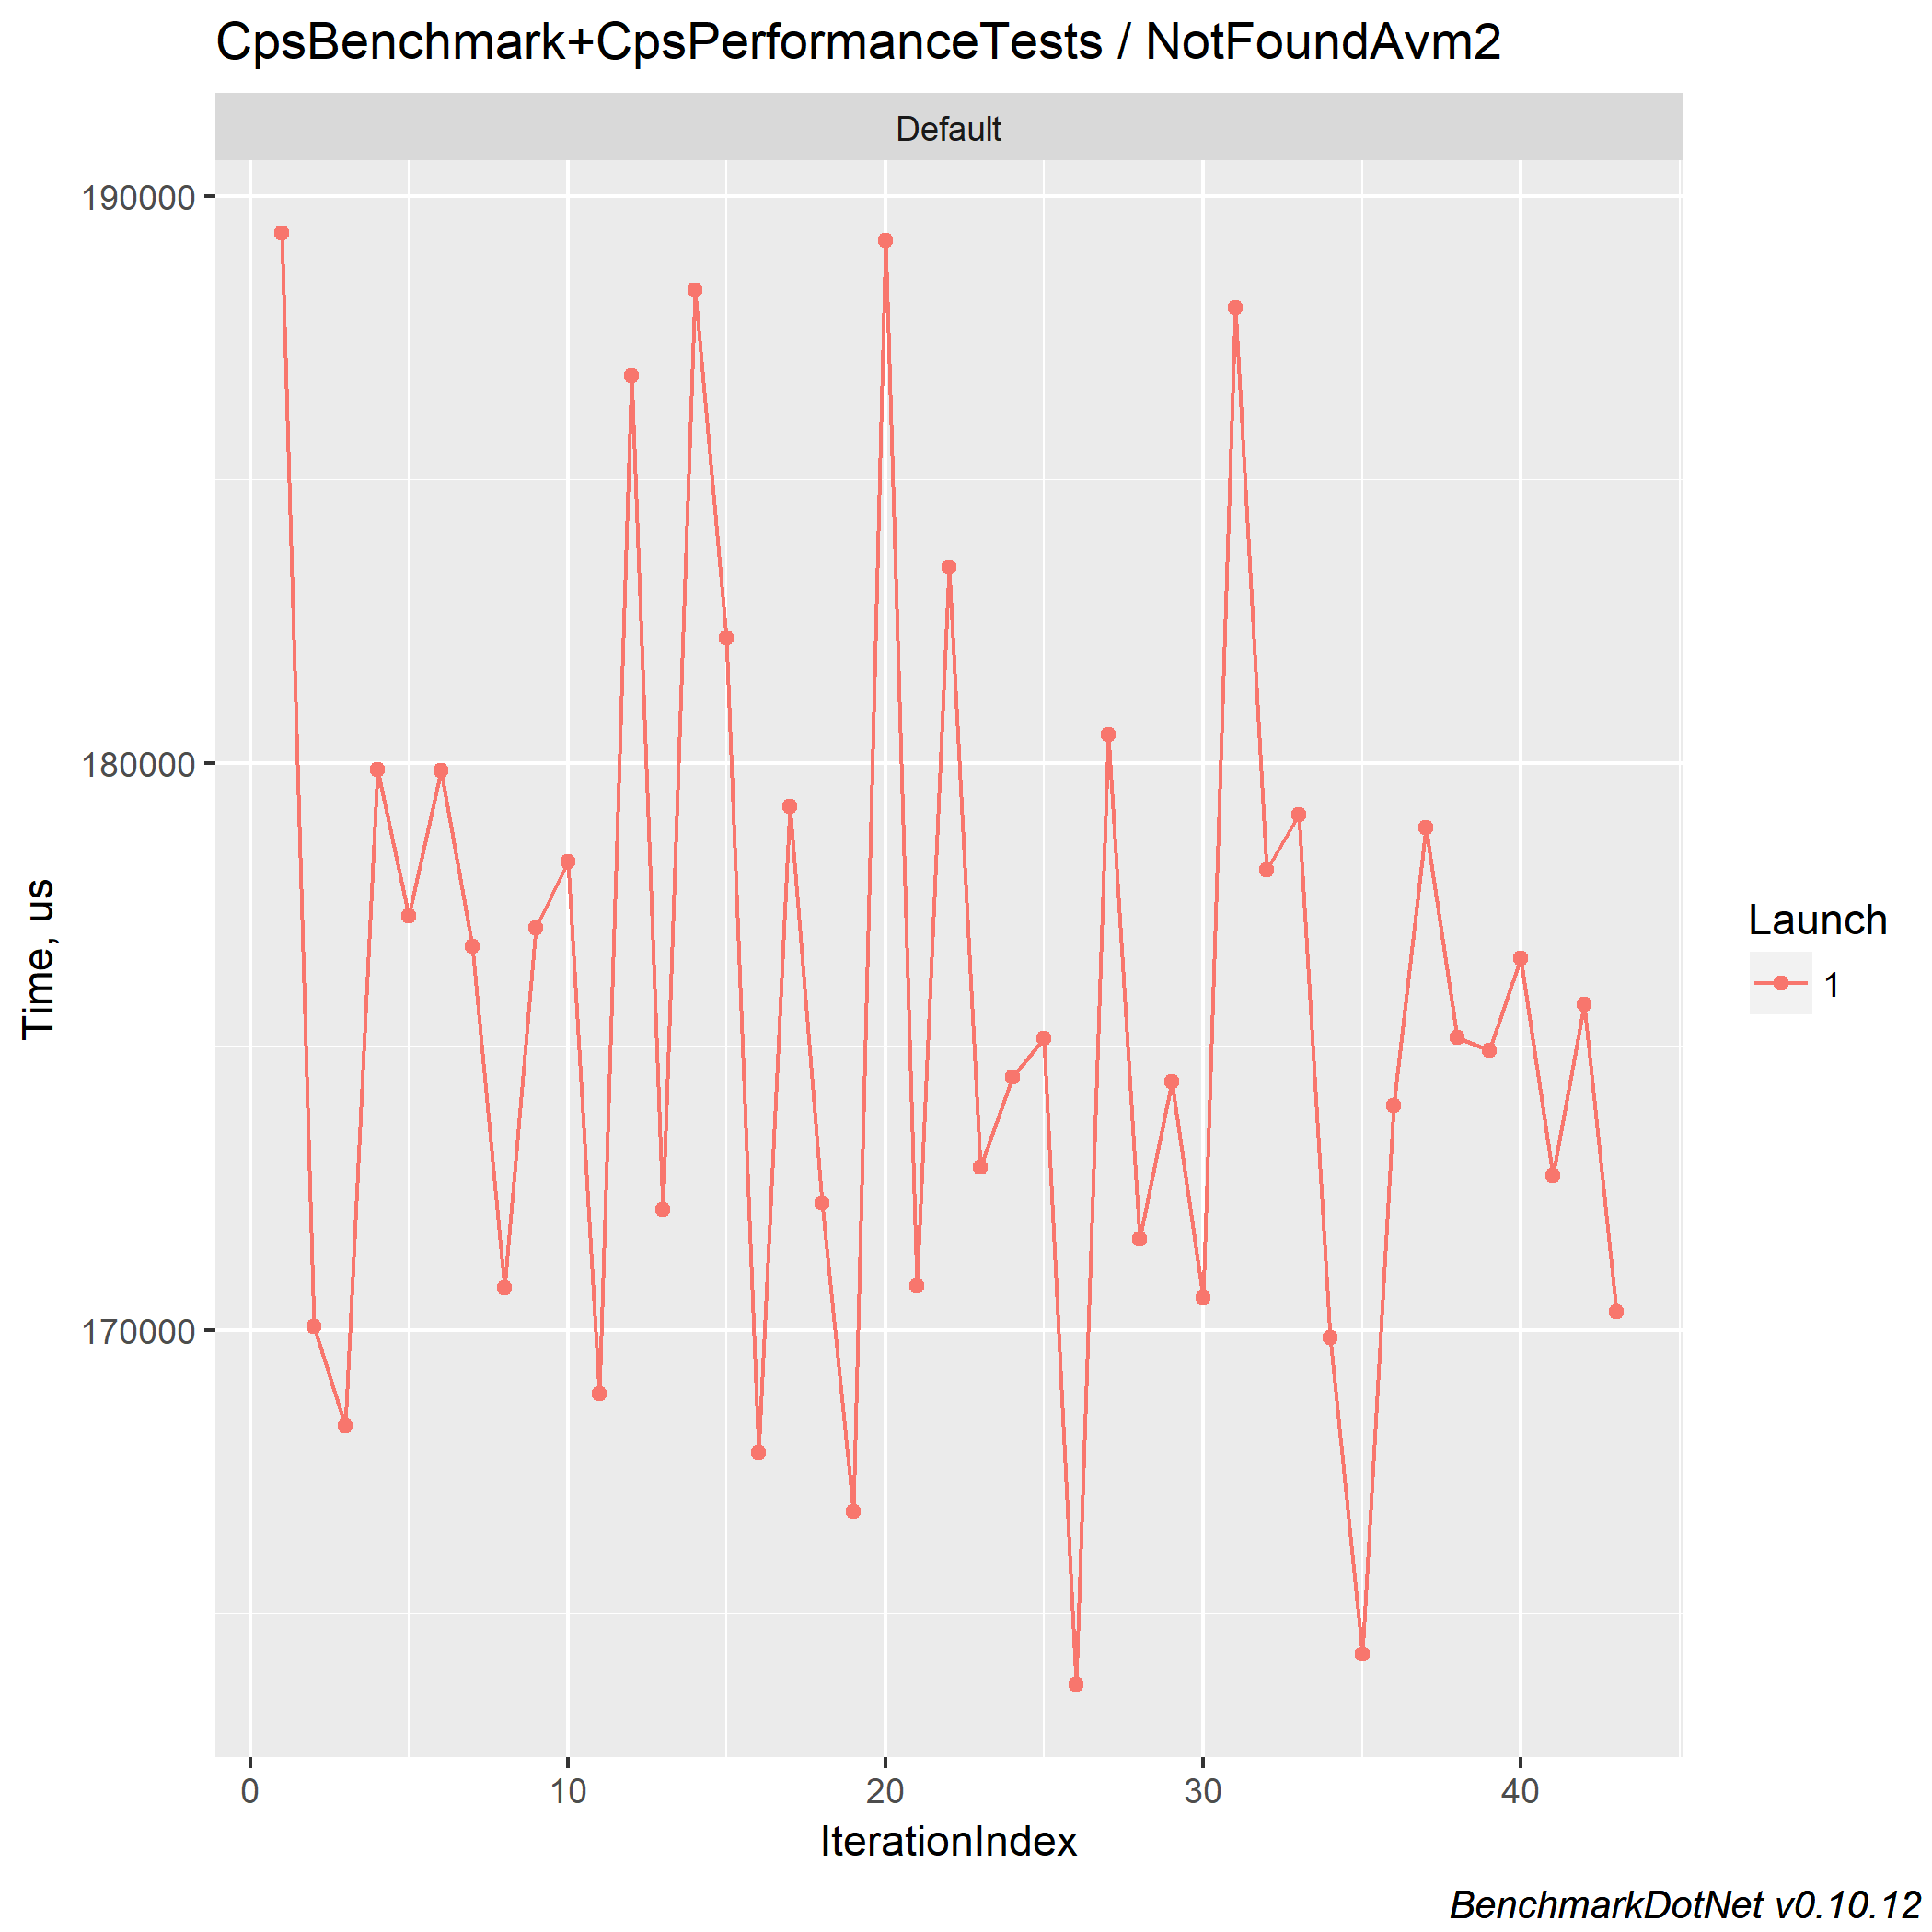 CpsBenchmark+CpsPerformanceTests / NotFoundAvm2
Default
190000
180000
170000
Time, us
0 10 20 30 40
IterationIndex
Launch
1
BenchmarkDotNet v0.10.12